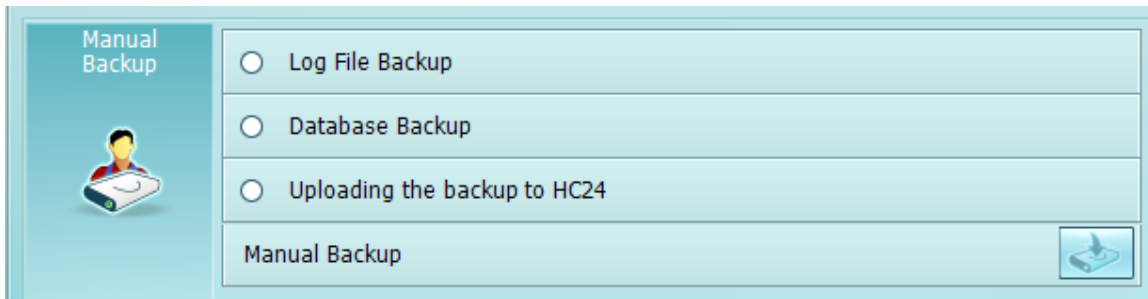 Manual
Backup
Log File Backup
Database Backup
Uploading the backup to HC24
Manual Backup